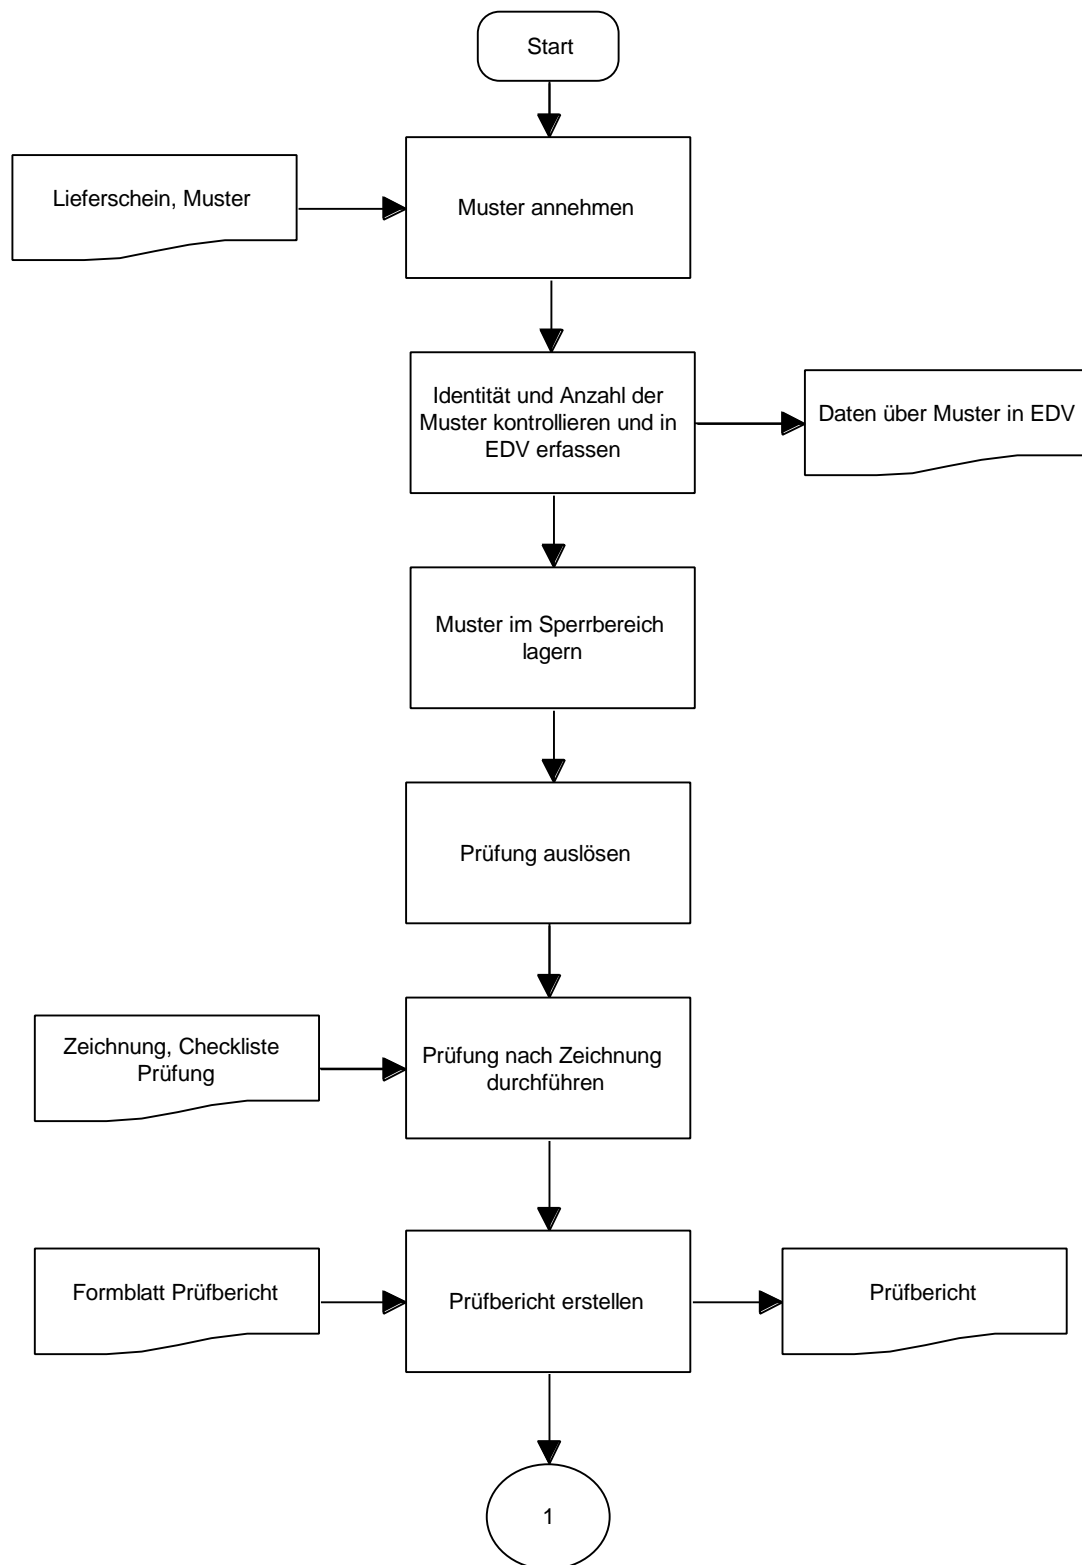 Start
Lieferschein, Muster
Muster annehmen
Identität und Anzahl der
Muster kontrollieren und in
EDV erfassen
Daten über Muster in EDV
Muster im Sperrbereich
lagern
Prüfung auslösen
Zeichnung, Checkliste
Prüfung
Prüfung nach Zeichnung
durchführen
Formblatt Prüfbericht
Prüfbericht erstellen
Prüfbericht
1